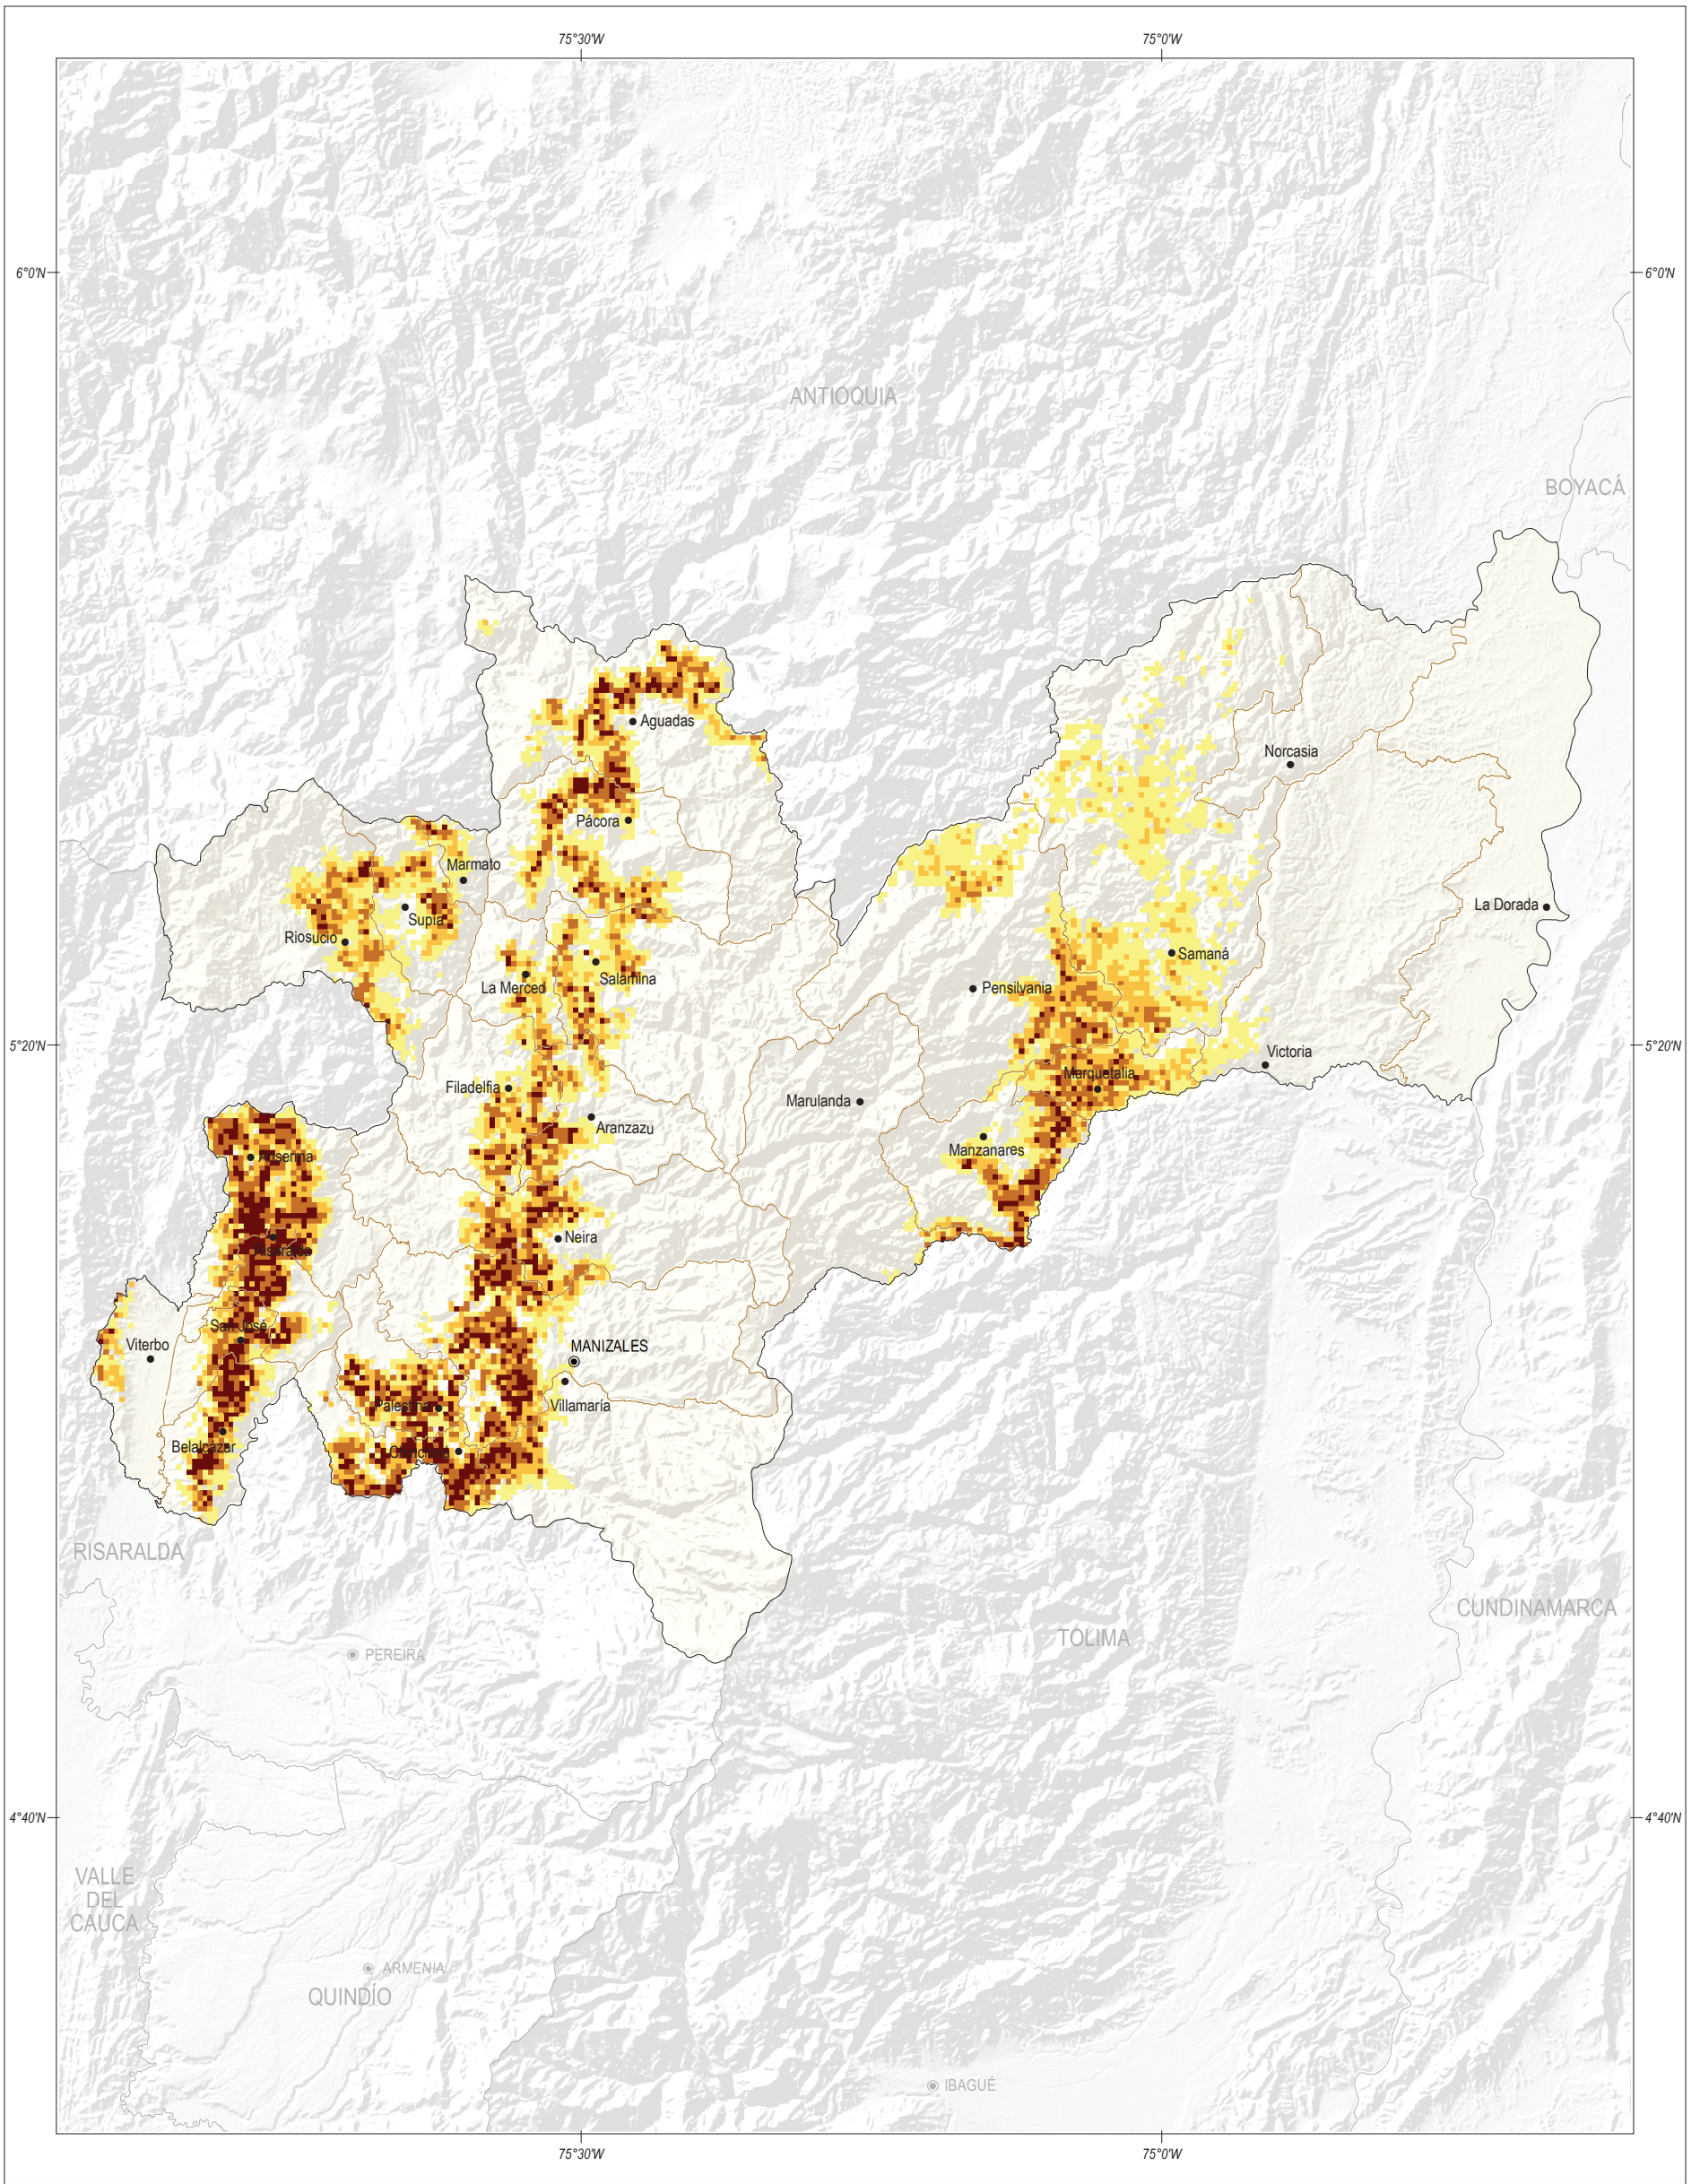 75°30'W
75°0'W
6°0'N
6°0'N
ANTIOQUIA
BOYACÁ
Aguadas
Norcasia
Pácora
Marmato
Supía
La Dorada
Riosucio
Samaná
Salamina
La Merced
Pensilvania
5°20'N
5°20'N
Victoria
Marquetalia
Filadelfia
Marulanda
Aranzazu
Manzanares
Anserma
Neira
Risaralda
San José
Viterbo
MANIZALES
Palestina
Villamaría
Belalcázar
Chinchiná
RISARALDA
CUNDINAMARCA
TOLIMA
PEREIRA
4°40'N
4°40'N
VALLE
DEL
CAUCA
ARMENIA
QUINDÍO
IBAGUÉ
75°30'W
75°0'W